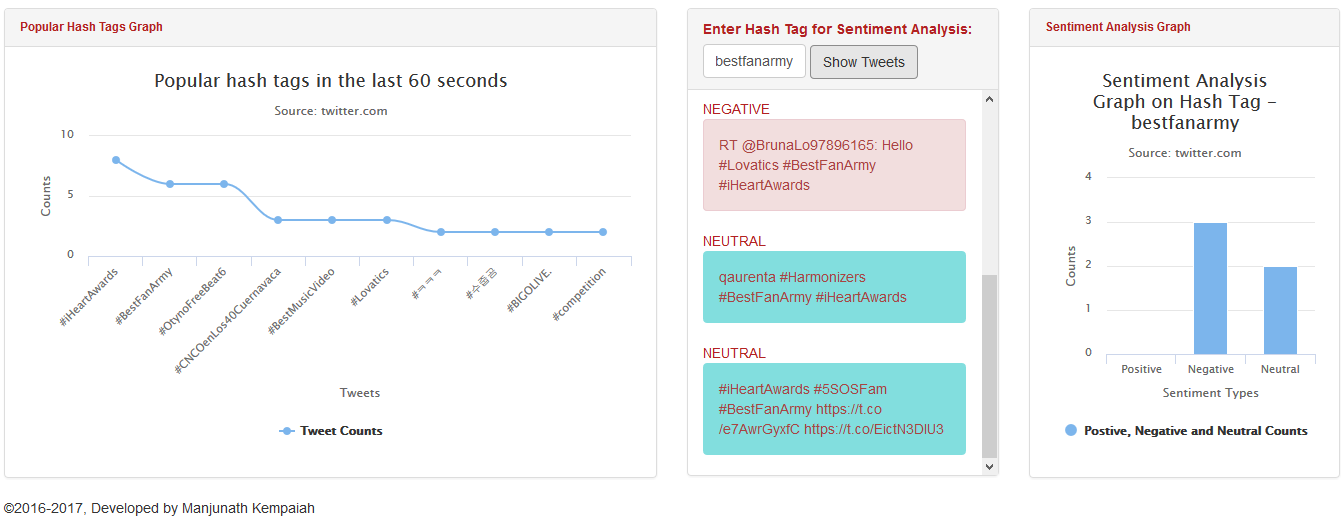 Popular Hash Tags Graph
Popular hash tags in the last 60 seconds
Source: twitter.com
10
5
0
Counts
#iHeartAwards
#BestFanArmy
#OtynoFreeBeat6
#CNCOenLos40Cuernavaca
#BestMusicVideo
#Lovatics
#ㅋㅋㅋ
#수줍공
#BIGOLIVE.
#competition
Tweets
Tweet Counts
Enter Hash Tag for Sentiment Analysis:
bestfanarmy
Show Tweets
NEGATIVE
RT @BrunaLo97896165: Hello
#Lovatics #BestFanArmy
#iHeartAwards
NEUTRAL
qaurenta #Harmonizers
#BestFanArmy #iHeartAwards
NEUTRAL
#iHeartAwards #5SOSFam
#BestFanArmy https://t.co
/e7AwrGyxfC https://t.co/EictN3DlU3
Sentiment Analysis Graph
Sentiment Analysis
Graph on Hash Tag -
bestfanarmy
Source: twitter.com
4
3
2
1
0
Counts
Positive
Negative
Neutral
Sentiment Types
Postive, Negative and Neutral Counts
©2016-2017, Developed by Manjunath Kempaiah